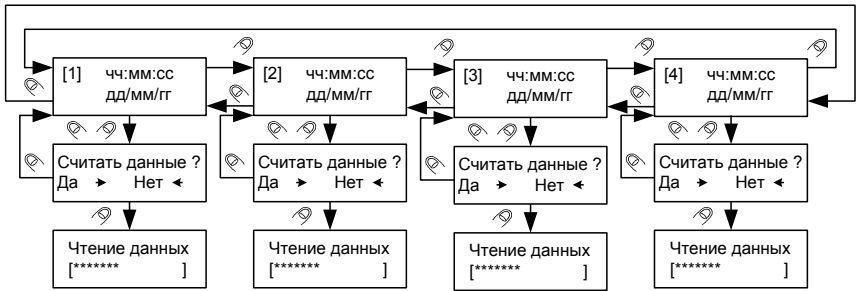 [1] чч:мм:сс
дд/мм/гг
[2] чч:мм:сс
дд/мм/гг
[3] чч:мм:сс
дд/мм/гг
[4] чч:мм:сс
дд/мм/гг
Считать данные ?
Да Нет
Считать данные ?
Да Нет
Считать данные ?
Да Нет
Считать данные ?
Да Нет
Чтение данных
[******* ]
Чтение данных
[******* ]
Чтение данных
[******* ]
Чтение данных
[******* ]